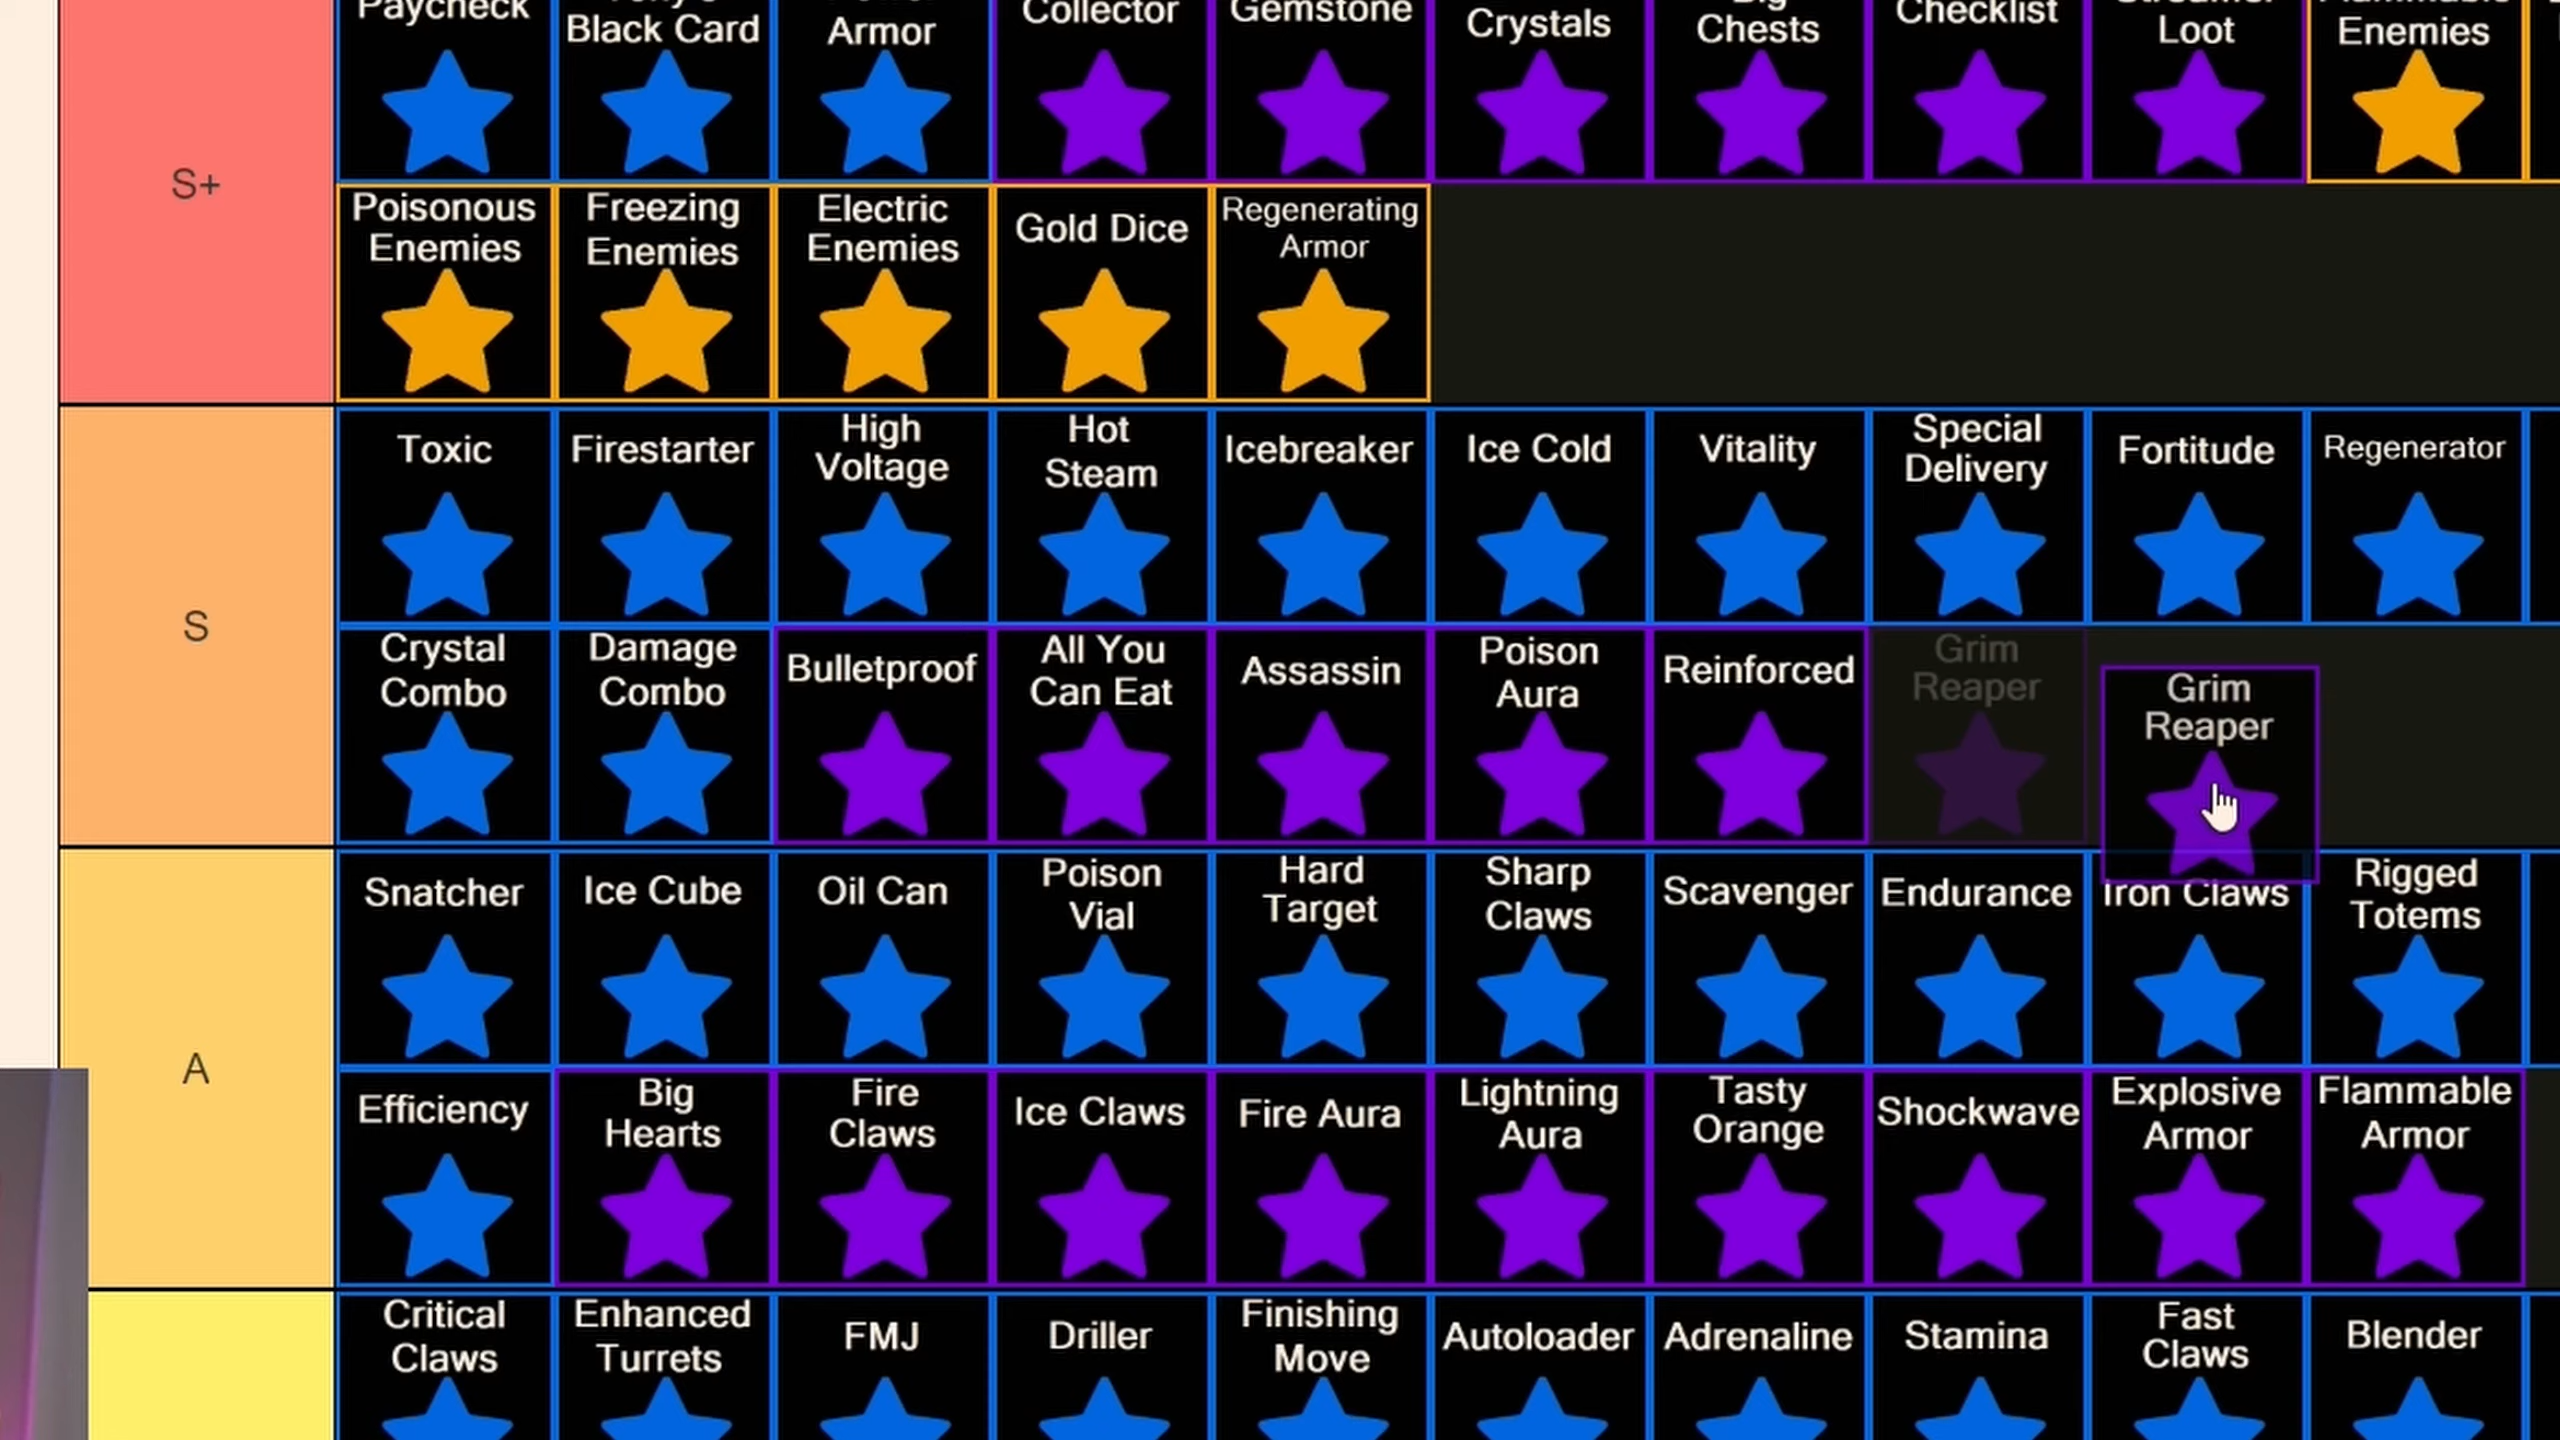 Paycheck
Black Card
Armor
Collector
Gemstone
Crystals
Big
Chests
Checklist
Streamer
Loot
Flammable
Enemies
S+
Poisonous
Enemies
Freezing
Enemies
Electric
Enemies
Gold Dice
Regenerating
Armor
S
Toxic
Firestarter
High
Voltage
Hot
Steam
Icebreaker
Ice Cold
Vitality
Special
Delivery
Fortitude
Regenerator
Crystal
Combo
Damage
Combo
Bulletproof
All You
Can Eat
Assassin
Poison
Aura
Reinforced
Grim
Reaper
Grim
Reaper
A
Snatcher
Ice Cube
Oil Can
Poison
Vial
Hard
Target
Sharp
Claws
Scavenger
Endurance
Iron Claws
Rigged
Totems
Efficiency
Big
Hearts
Fire
Claws
Ice Claws
Fire Aura
Lightning
Aura
Tasty
Orange
Shockwave
Explosive
Armor
Flammable
Armor
Critical
Claws
Enhanced
Turrets
FMJ
Driller
Finishing
Move
Autoloader
Adrenaline
Stamina
Fast
Claws
Blender